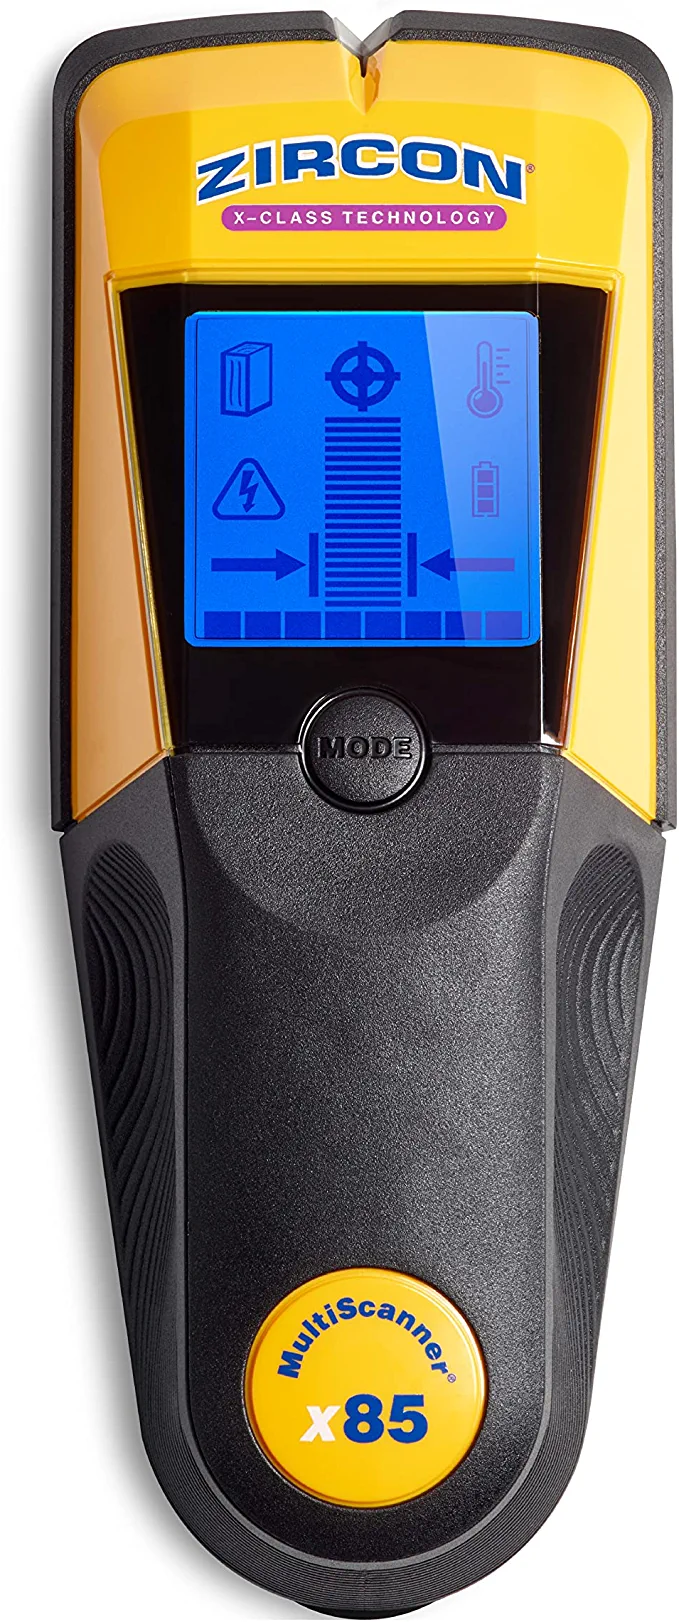 ZIRCON®
X-CLASS TECHNOLOGY
MODE
MultiScanner®
x85